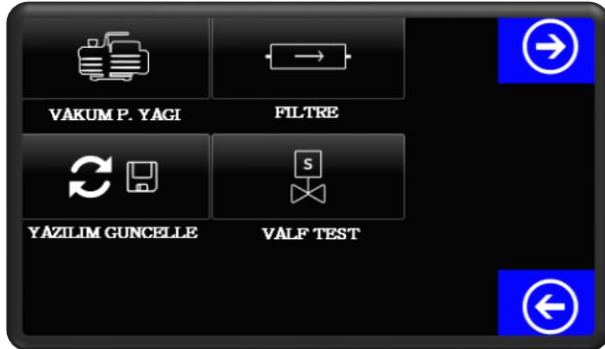 VAKUM P. YAGI
FILTRE
S
YAZILIM GUNCELLE
VALF TEST